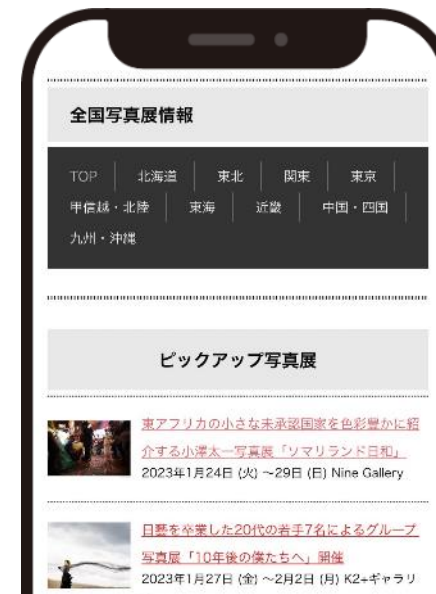 全国写真展情報
TOP 北海道 東北 関東 東京
甲信越・北陸 東海 近畿 中国・四国
九州・沖縄
ピックアップ写真展
東アフリカの小さな未承認国家を色彩豊かに紹
介する小澤太一写真展「ソマリランド日和」
2023年1月24日 (火) ～29日 (日) Nine Gallery
日藝を卒業した20代の若手7名によるグループ
写真展「10年後の僕たちへ」開催
2023年1月27日 (金) ～2月2日 (月) K2+ギャラリ